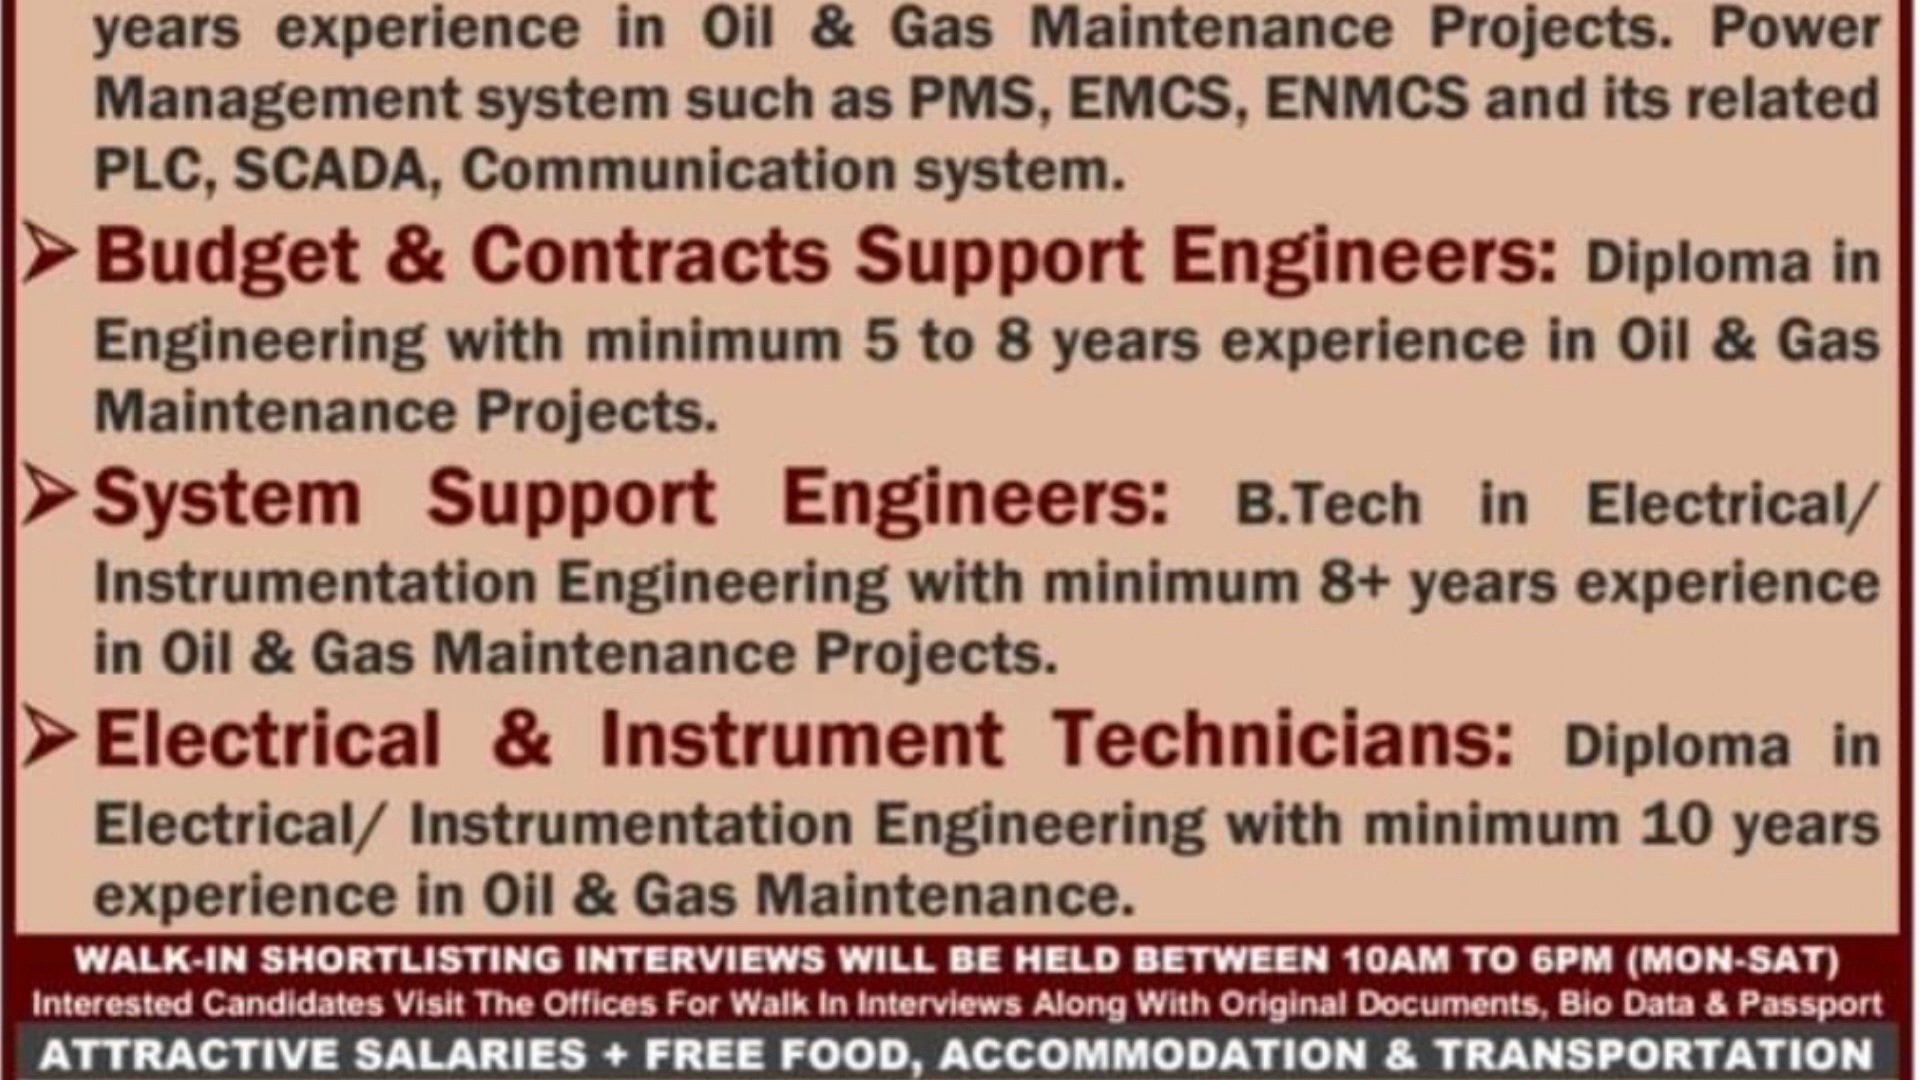 years experience in Oil & Gas Maintenance Projects. Power
Management system such as PMS, EMCS, ENMCS and its related
PLC, SCADA, Communication system.
➢ Budget & Contracts Support Engineers: Diploma in
Engineering with minimum 5 to 8 years experience in Oil & Gas
Maintenance Projects.
➢ System Support Engineers: B.Tech in Electrical/
Instrumentation Engineering with minimum 8+ years experience
in Oil & Gas Maintenance Projects.
➢ Electrical & Instrument Technicians: Diploma in
Electrical/ Instrumentation Engineering with minimum 10 years
experience in Oil & Gas Maintenance.
WALK-IN SHORTLISTING INTERVIEWS WILL BE HELD BETWEEN 10AM TO 6PM (MON-SAT)
Interested Candidates Visit The Offices For Walk In Interviews Along With Original Documents, Bio Data & Passport
ATTRACTIVE SALARIES + FREE FOOD, ACCOMMODATION & TRANSPORTATION